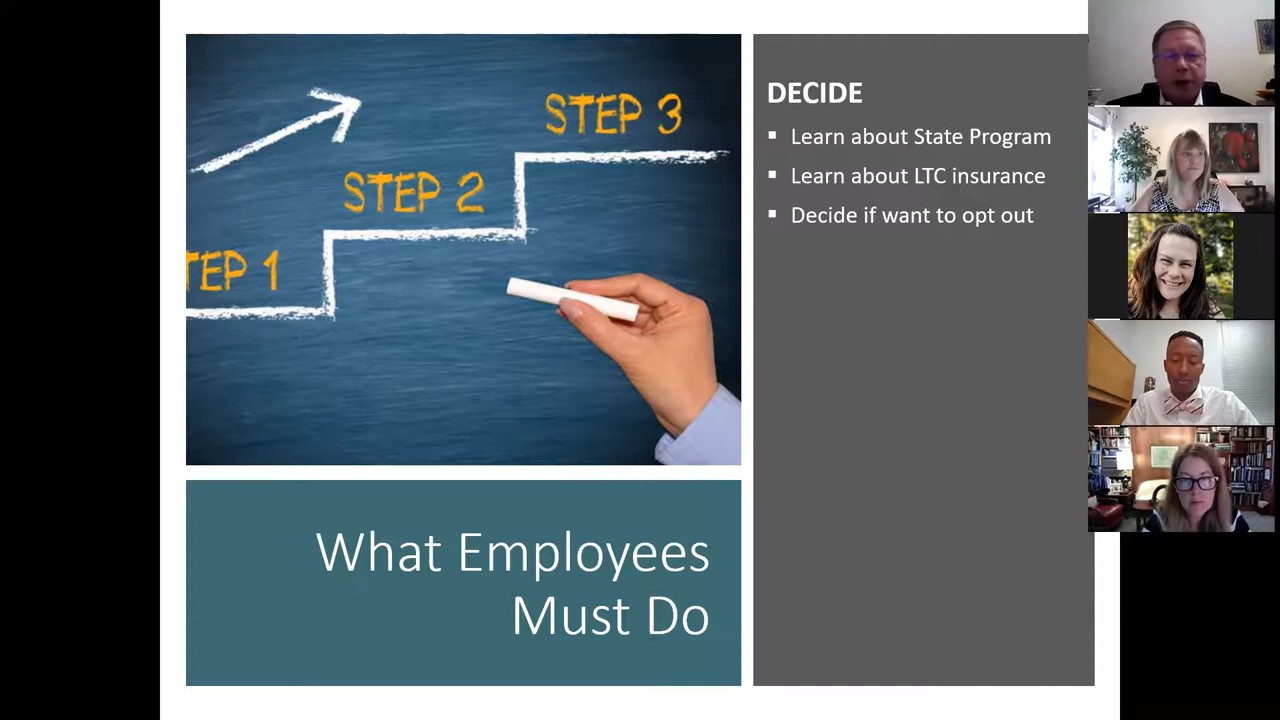 STEP 3
STEP 2
TEP 1
What Employees
Must Do
DECIDE
Learn about State Program
Learn about LTC insurance
Decide if want to opt out